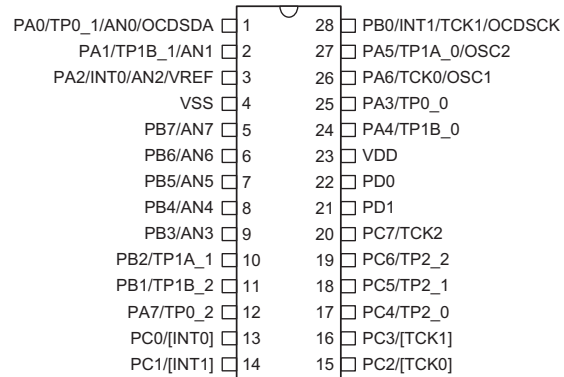 PA0/TP0_1/AN0/OCDSDA 1 28 PB0/INT1/TCK1/OCDSCK
PA1/TP1B_1/AN1 2 27 PA5/TP1A_0/OSC2
PA2/INT0/AN2/VREF 3 26 PA6/TCK0/OSC1
VSS 4 25 PA3/TP0_0
PB7/AN7 5 24 PA4/TP1B_0
PB6/AN6 6 23 VDD
PB5/AN5 7 22 PD0
PB4/AN4 8 21 PD1
PB3/AN3 9 20 PC7/TCK2
PB2/TP1A_1 10 19 PC6/TP2_2
PB1/TP1B_2 11 18 PC5/TP2_1
PA7/TP0_2 12 17 PC4/TP2_0
PC0/[INT0] 13 16 PC3/[TCK1]
PC1/[INT1] 14 15 PC2/[TCK0]